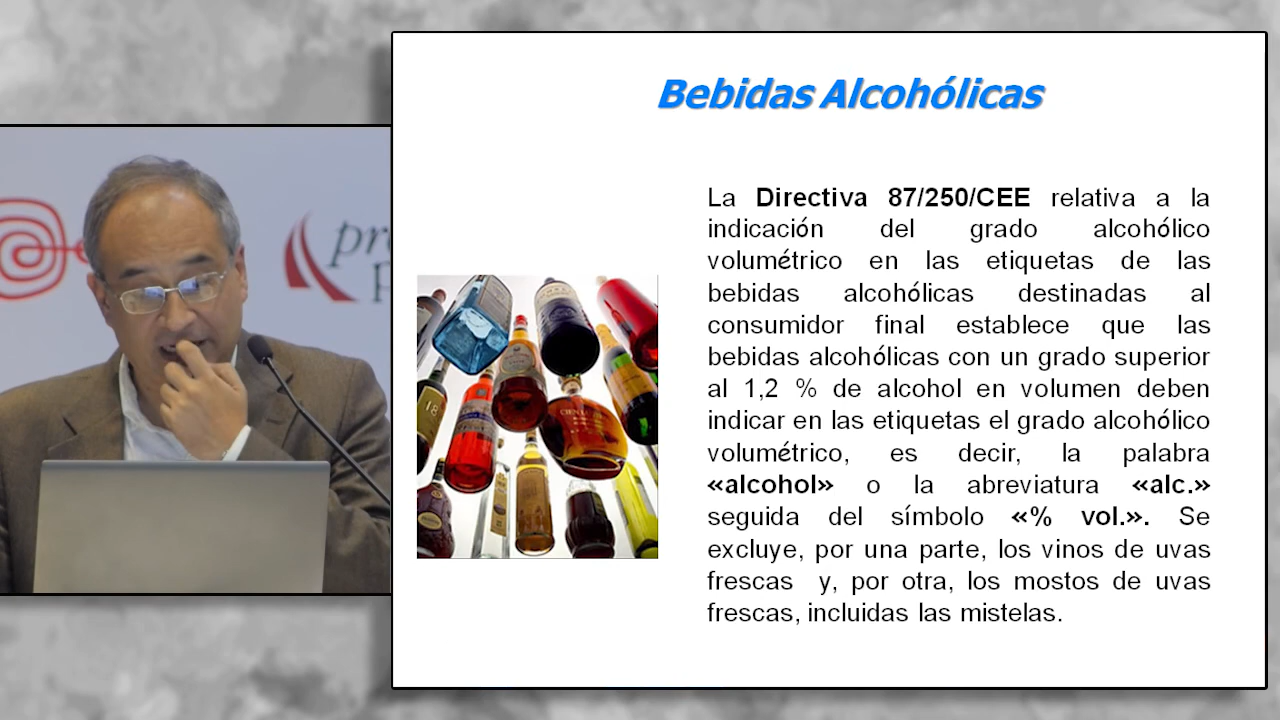 Bebidas Alcohólicas
La Directiva 87/250/CEE relativa a la
indicación del grado alcohólico
volumétrico en las etiquetas de las
bebidas alcohólicas destinadas al
consumidor final establece que las
bebidas alcohólicas con un grado superior
al 1,2 % de alcohol en volumen deben
indicar en las etiquetas el grado alcohólico
volumétrico, es decir, la palabra
«alcohol» o la abreviatura «alc.»
seguida del símbolo «% vol.». Se
excluye, por una parte, los vinos de uvas
frescas y, por otra, los mostos de uvas
frescas, incluidas las mistelas.